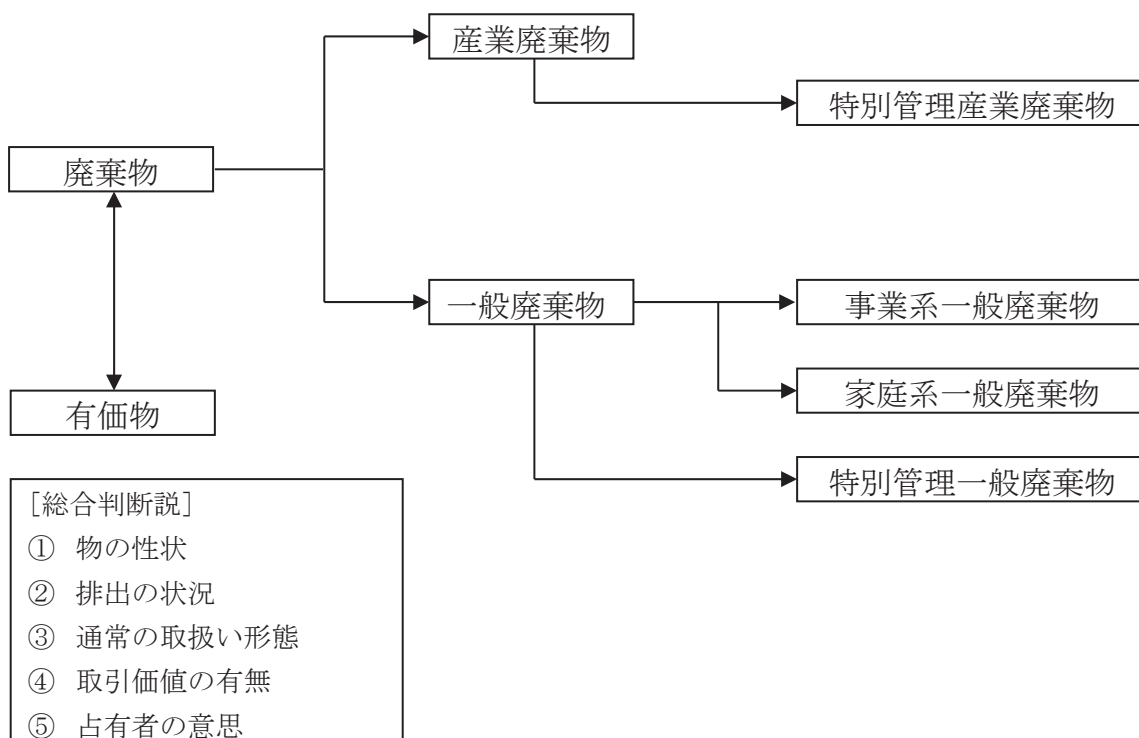 産業廃棄物
特別管理産業廃棄物
廃棄物
一般廃棄物
事業系一般廃棄物
家庭系一般廃棄物
有価物
特別管理一般廃棄物
[総合判断説]
① 物の性状
② 排出の状況
③ 通常の取扱い形態
④ 取引価値の有無
⑤ 占有者の意思